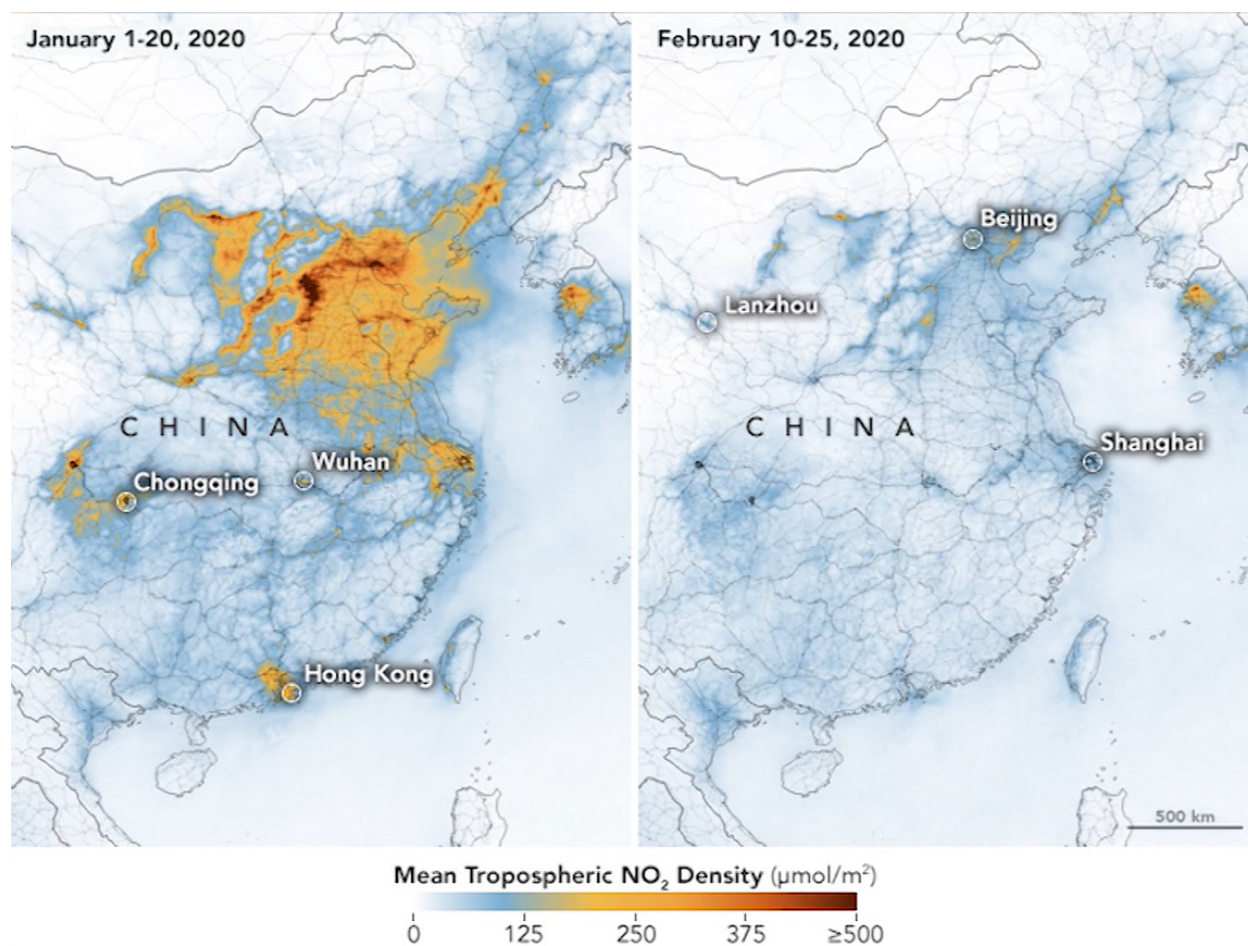 January 1-20, 2020
CHINA
Wuhan
Chongqing
Hong Kong
February 10-25, 2020
Beijing
Lanzhou
CHINA
Shanghai
500 km
Mean Tropospheric NO₂ Density (µmol/m²)
0 125 250 375 ≥500